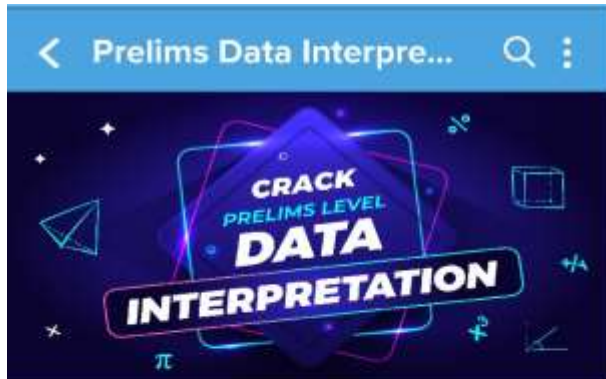 Prelims Data Interpre...
CRACK
PRELIMS LEVEL
DATA
INTERPRETATION
%
+/-
π